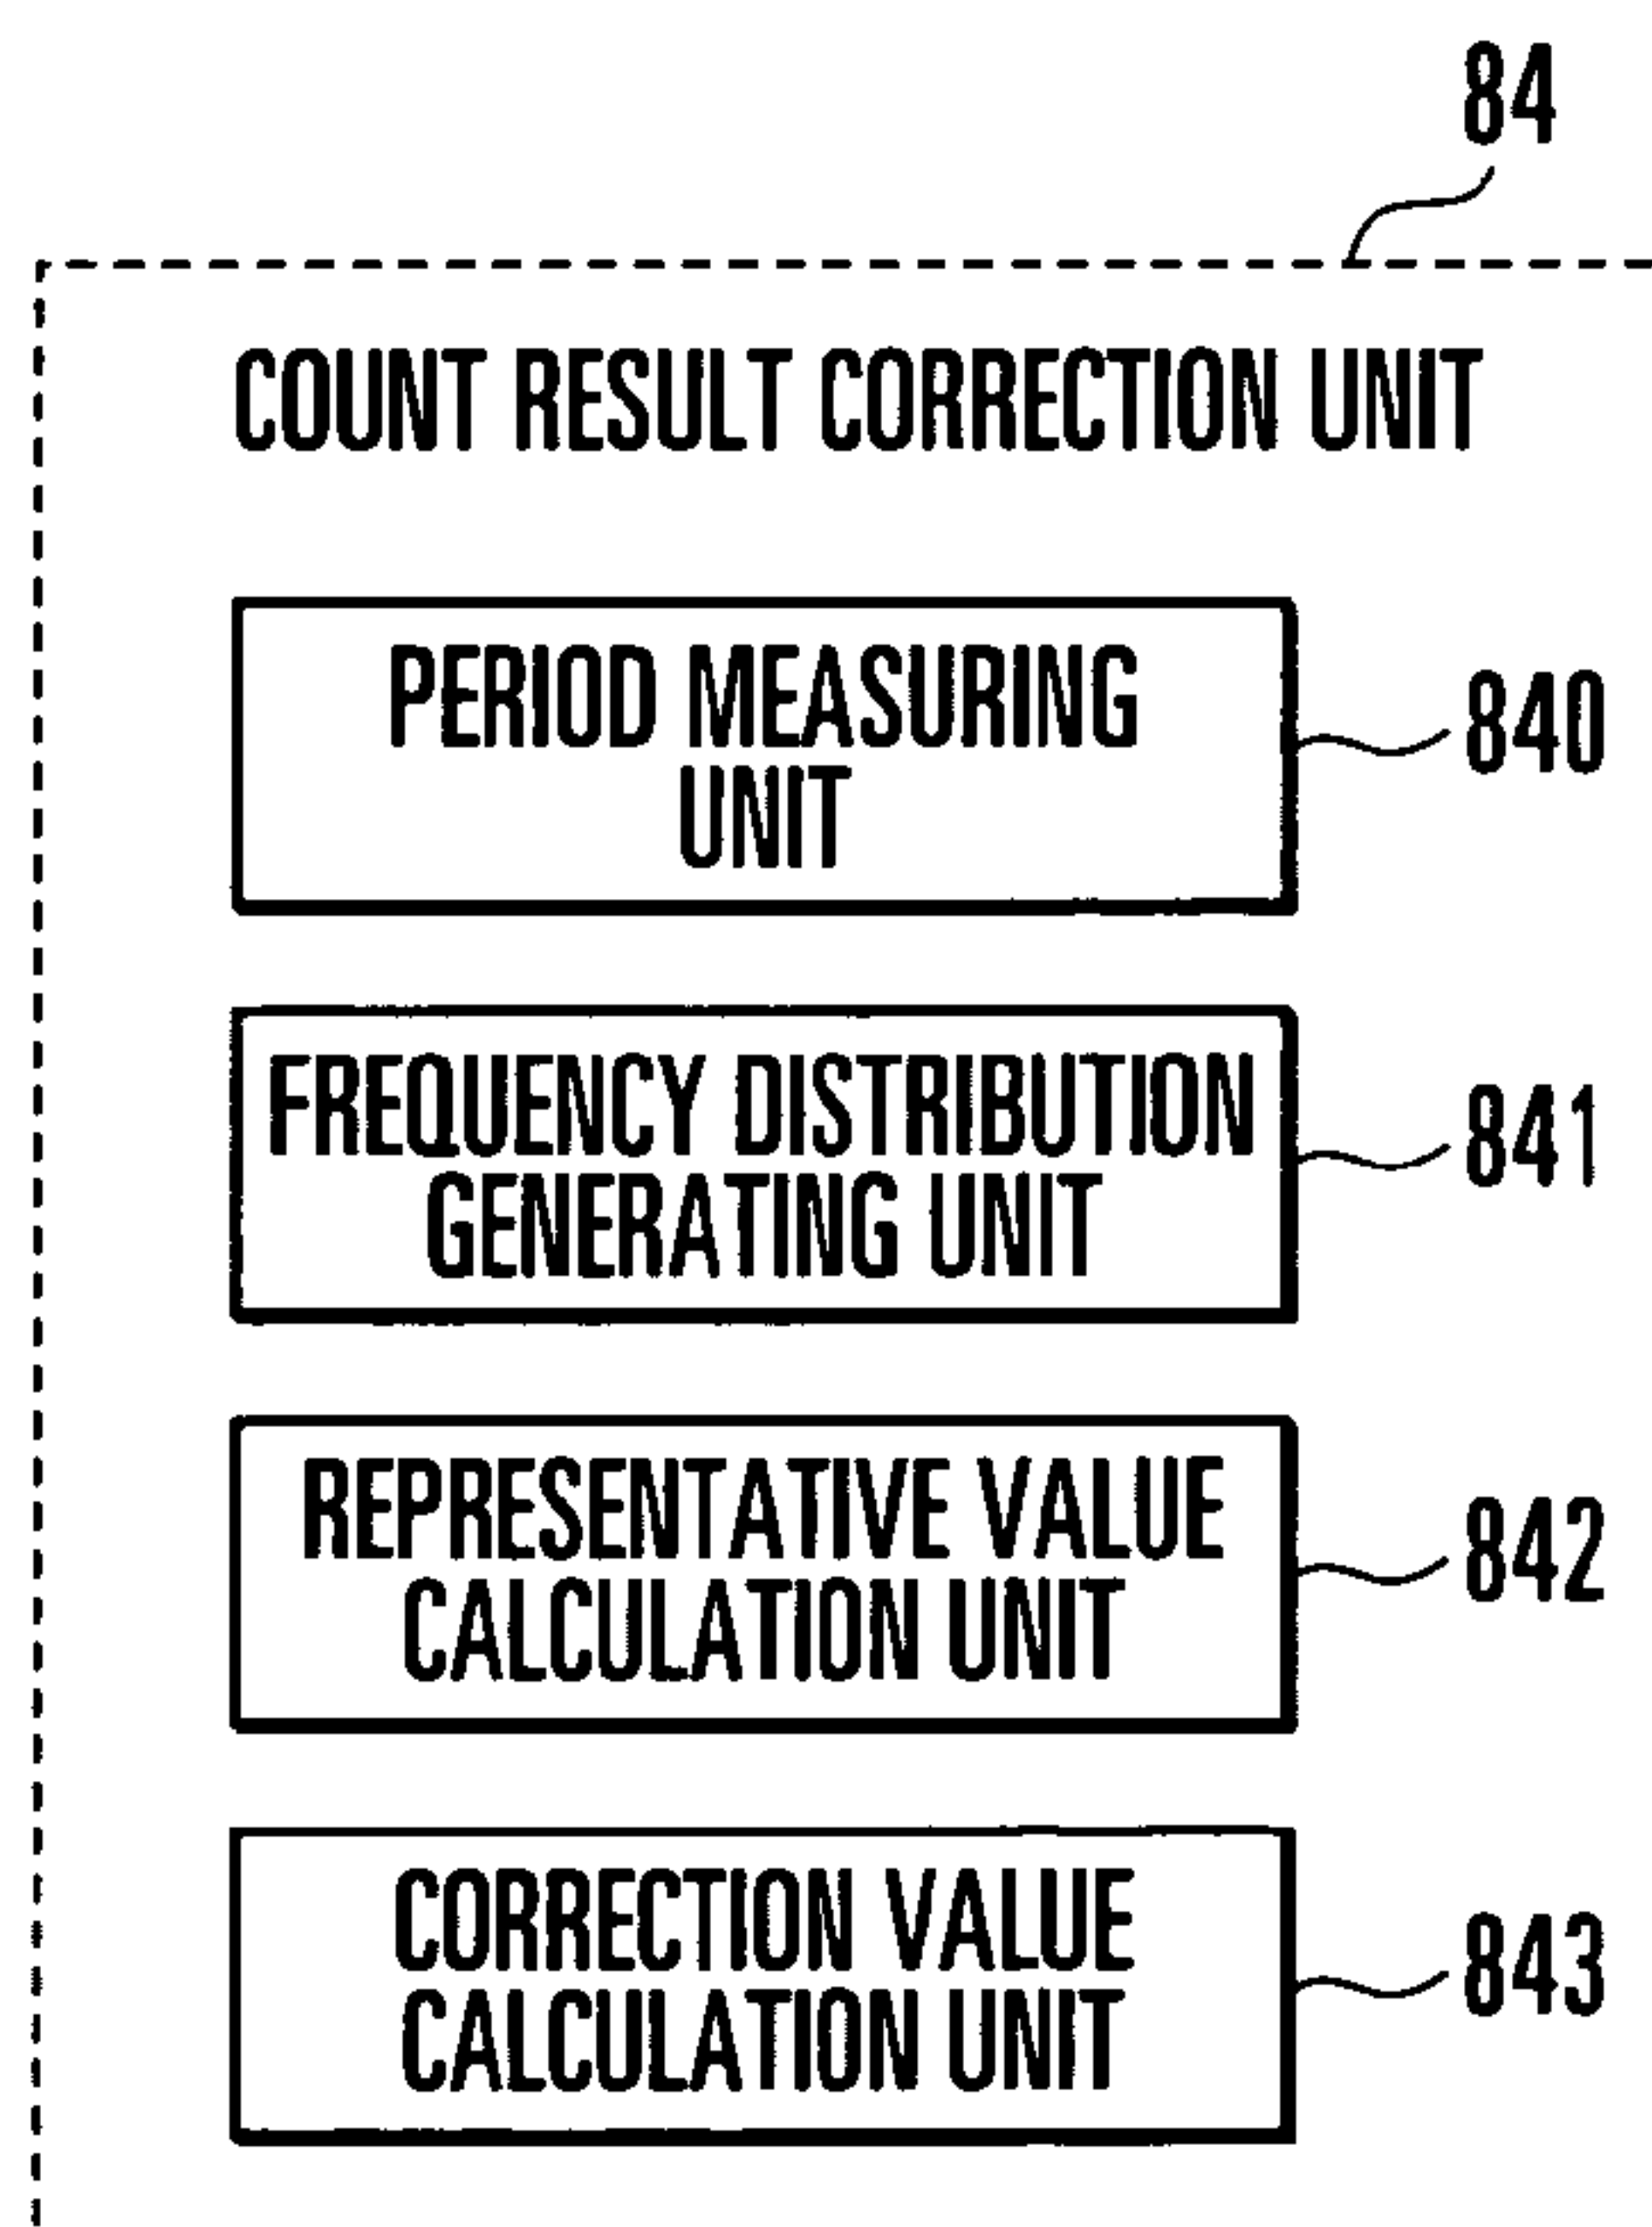 84
COUNT RESULT CORRECTION UNIT
PERIOD MEASURING
UNIT
840
FREQUENCY DISTRIBUTION
GENERATING UNIT
841
REPRESENTATIVE VALUE
CALCULATION UNIT
842
CORRECTION VALUE
CALCULATION UNIT
843